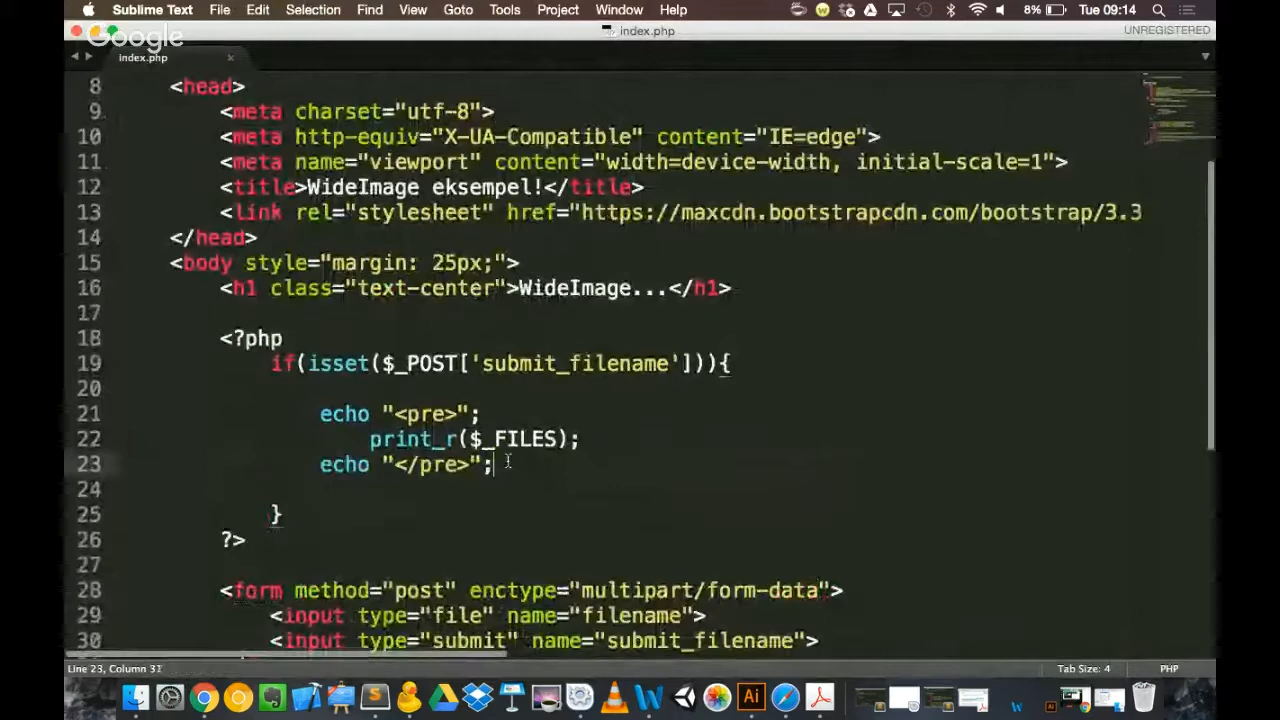 Sublime Text File Edit Selection Find View Goto Tools Project Window Help 8% Tue 09:14
Google
index.php
UNREGISTERED
index.php
8 <head>
9 <meta charset="utf-8">
10 <meta http-equiv="X-UA-Compatible" content="IE=edge">
11 <meta name="viewport" content="width=device-width, initial-scale=1">
12 <title>WideImage eksempel!</title>
13 <link rel="stylesheet" href="https://maxcdn.bootstrapcdn.com/bootstrap/3.3
14 </head>
15 <body style="margin: 25px;">
16 <h1 class="text-center">WideImage...</h1>
17
18 <?php
19 if(isset($_POST['submit_filename'])){
20
21 echo "<pre>";
22 print_r($_FILES);
23 echo "</pre>";
24
25 }
26 ?>
27
28 <form method="post" enctype="multipart/form-data">
29 <input type="file" name="filename">
30 <input type="submit" name="submit_filename">
Line 23, Column 31
Tab Size: 4
PHP
Ai